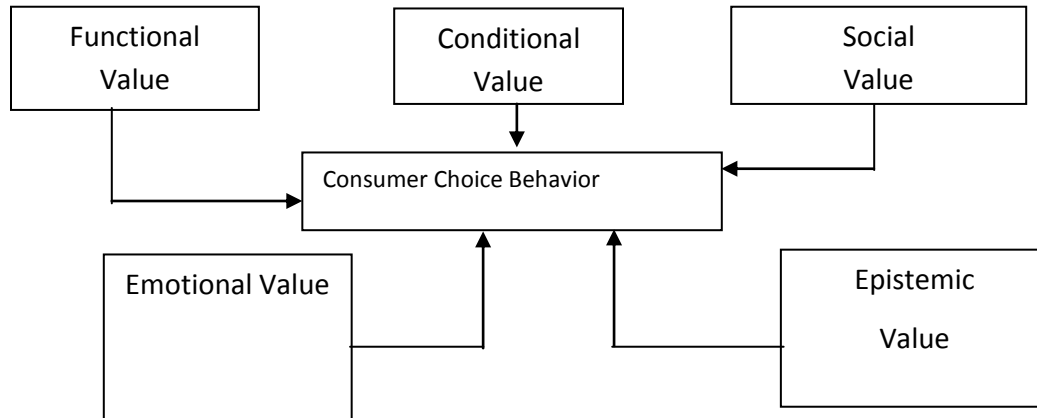 Functional
Value
Conditional
Value
Social
Value
Consumer Choice Behavior
Emotional Value
Epistemic
Value